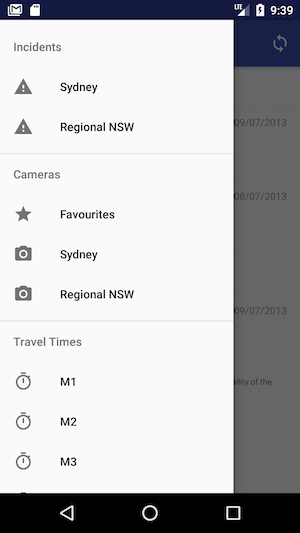 LTE 9:39
Incidents
Sydney
Regional NSW
09/07/2013
Cameras
Favourites
08/07/2013
Sydney
Regional NSW
09/07/2013
Travel Times
M1
bility of the
M2
M3